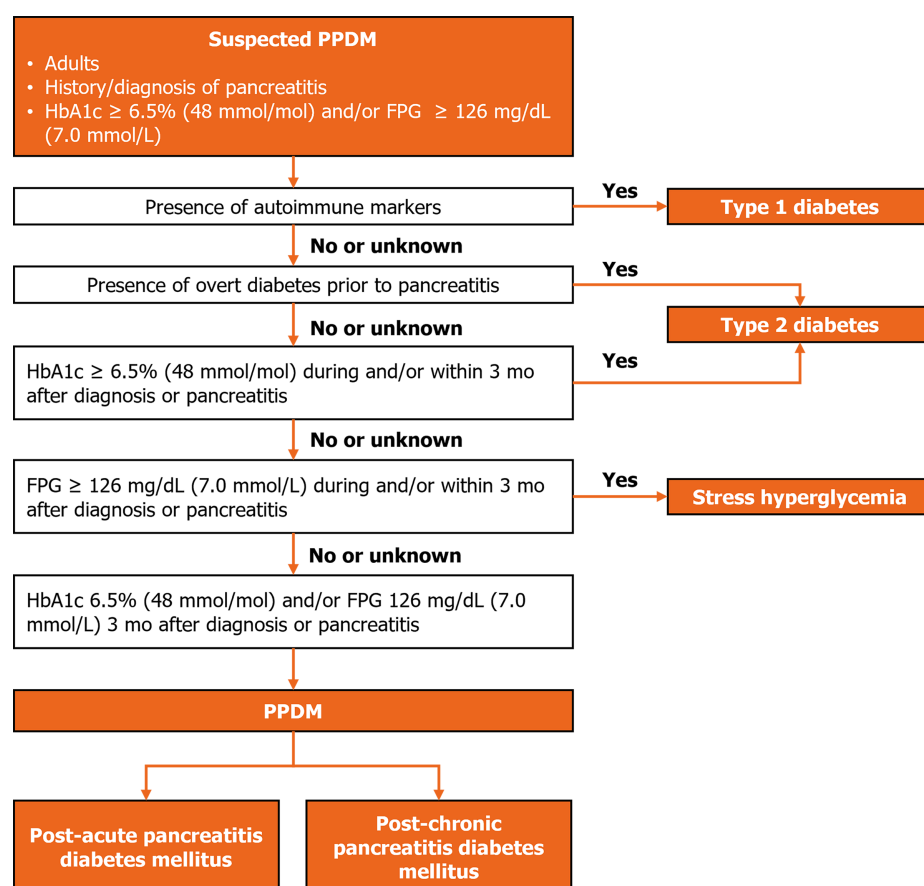 Suspected PPDM
• Adults
• History/diagnosis of pancreatitis
• HbA1c ≥ 6.5% (48 mmol/mol) and/or FPG ≥ 126 mg/dL
(7.0 mmol/L)
Presence of autoimmune markers
Yes
Type 1 diabetes
No or unknown
Presence of overt diabetes prior to pancreatitis
Yes
Type 2 diabetes
No or unknown
HbA1c ≥ 6.5% (48 mmol/mol) during and/or within 3 mo
after diagnosis or pancreatitis
Yes
No or unknown
FPG ≥ 126 mg/dL (7.0 mmol/L) during and/or within 3 mo
after diagnosis or pancreatitis
Yes
Stress hyperglycemia
No or unknown
HbA1c 6.5% (48 mmol/mol) and/or FPG 126 mg/dL (7.0
mmol/L) 3 mo after diagnosis or pancreatitis
PPDM
Post-acute pancreatitis
diabetes mellitus
Post-chronic
pancreatitis diabetes
mellitus